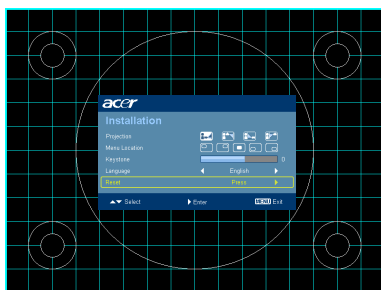 acer
Installation
Projection
Menu Location
Keystone 0
Language English
Reset Press
Select Enter MENU Exit